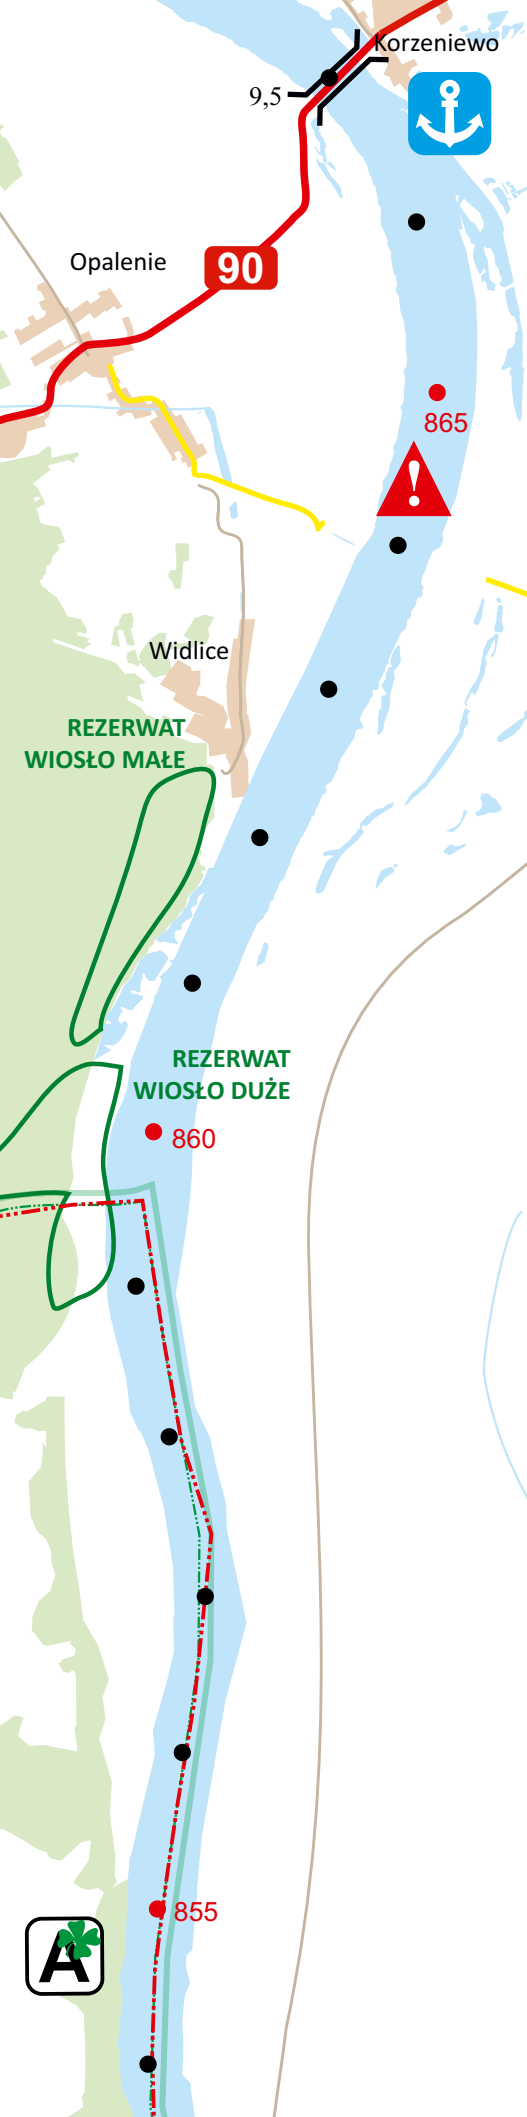 Korzeniewo
9,5
Opalenie
90
865
!
Widlice
REZERWAT
WIOSŁO MAŁE
REZERWAT
WIOSŁO DUŻE
860
855
A